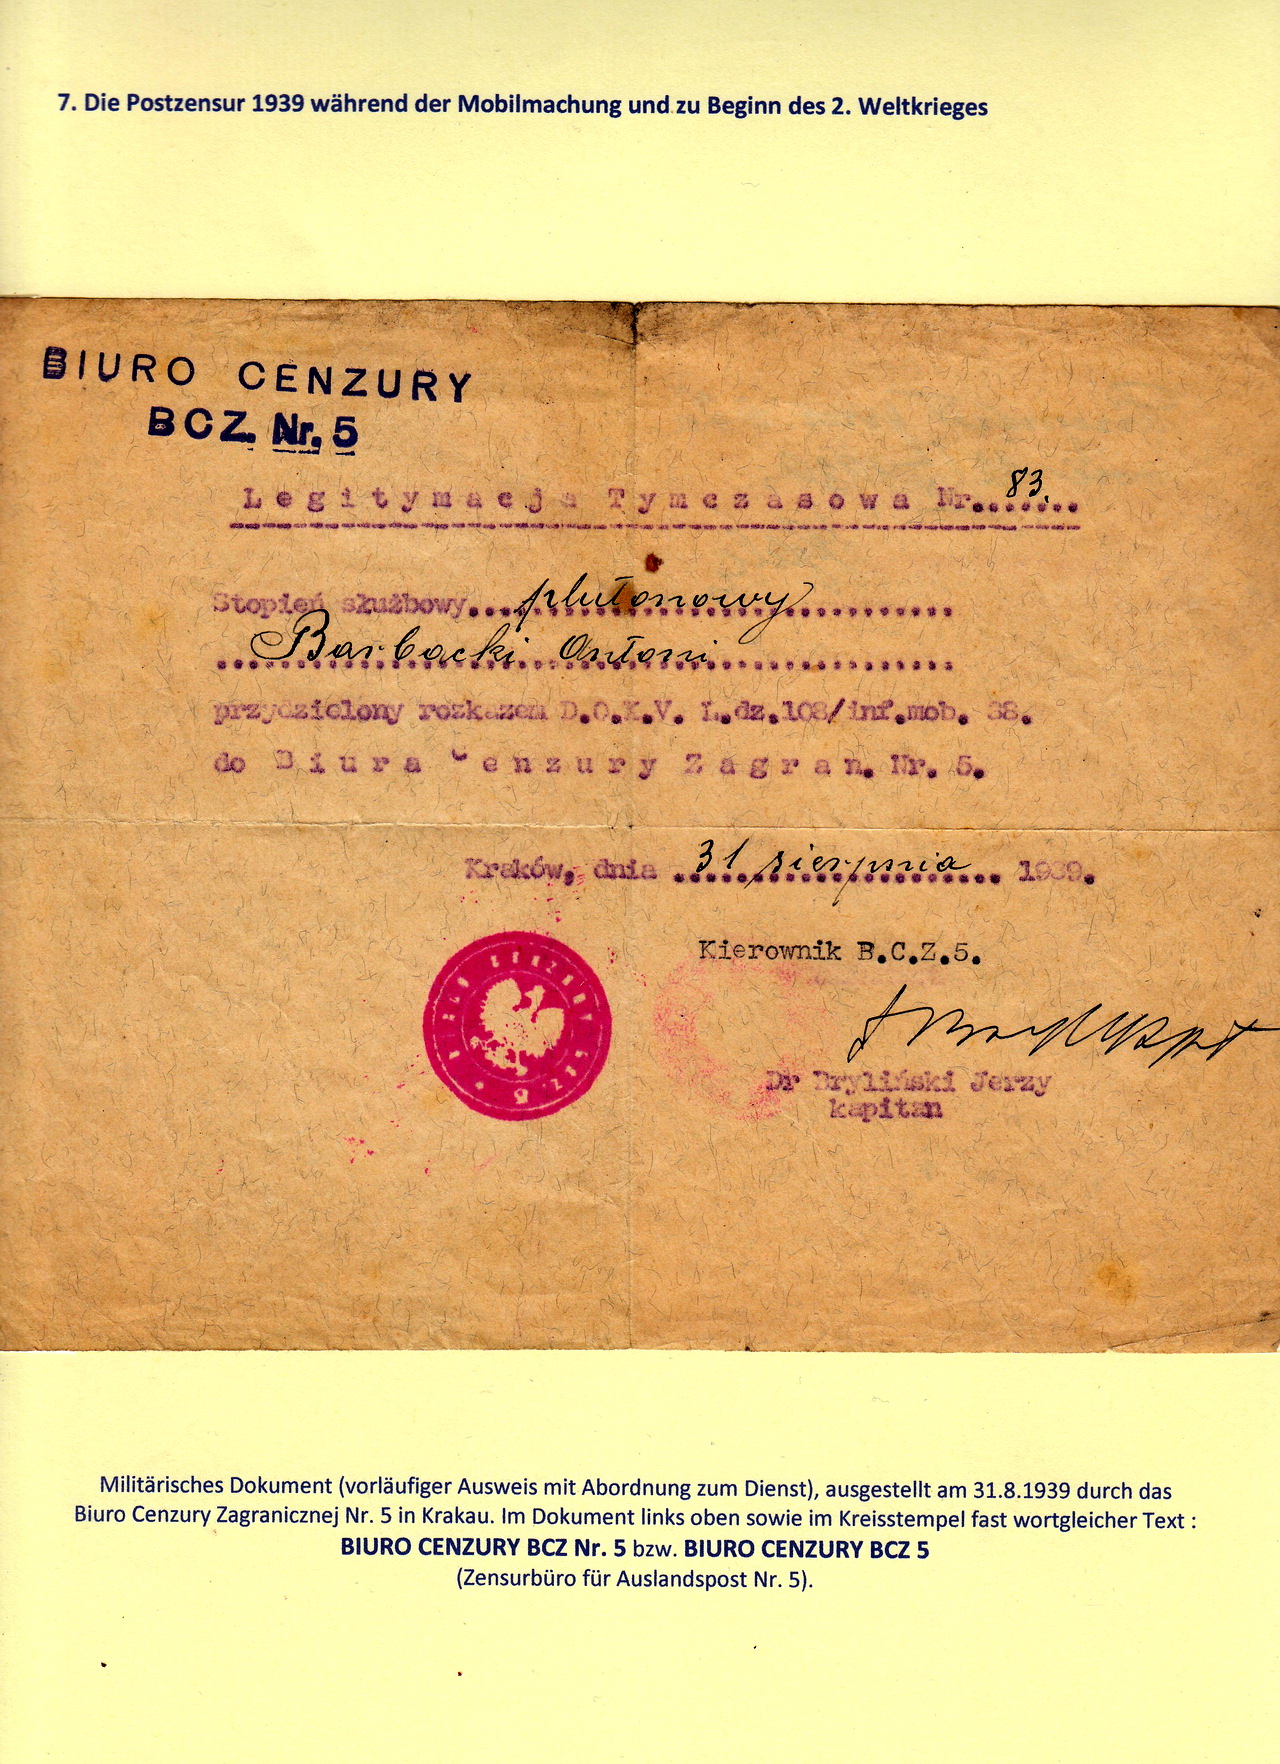 7. Die Postzensur 1939 während der Mobilmachung und zu Beginn des 2. Weltkrieges
BIURO CENZURY
BCZ. Nr. 5
Legitymacja Tymczasowa Nr. 83.
Stopień służbowy...plutonowy
Barbacki Antoni
przydzielony rozkazem D.O.K.V. L.dz.108/inf.mob. 38.
do Biura Cenzury Zagran. Nr. 5.
Kraków, dnia 31 sierpnia 1939.
Kierownik B.C.Z.5.
BIURO CENZURY BCZ. 5
Dr Bryliński Jerzy
kapitan
Militärisches Dokument (vorläufiger Ausweis mit Abordnung zum Dienst), ausgestellt am 31.8.1939 durch das
Biuro Cenzury Zagranicznej Nr. 5 in Krakau. Im Dokument links oben sowie im Kreisstempel fast wortgleicher Text :
BIURO CENZURY BCZ Nr. 5 bzw. BIURO CENZURY BCZ 5
(Zensurbüro für Auslandspost Nr. 5).